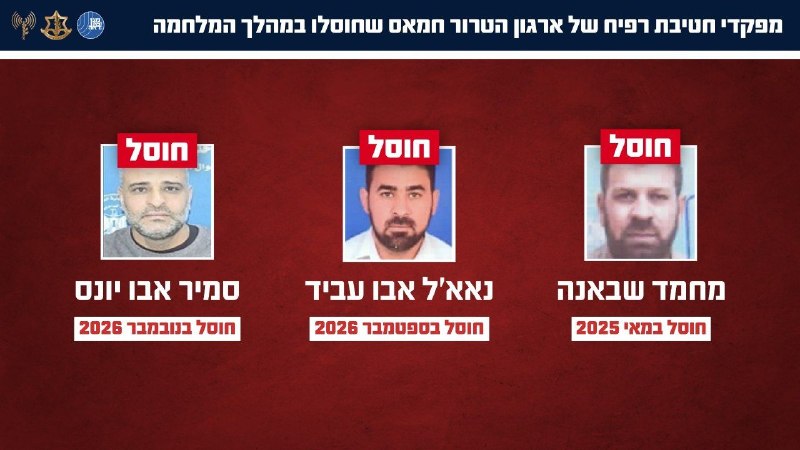 מפקדי חטיבת רפיח של ארגון הטרור חמאס שחוסלו במהלך המלחמה
חוסל
מחמד שבאנה
חוסל במאי 2025
חוסל
נאא'ל אבו עביד
חוסל בספטמבר 2026
חוסל
סמיר אבו יונס
חוסל בנובמבר 2026